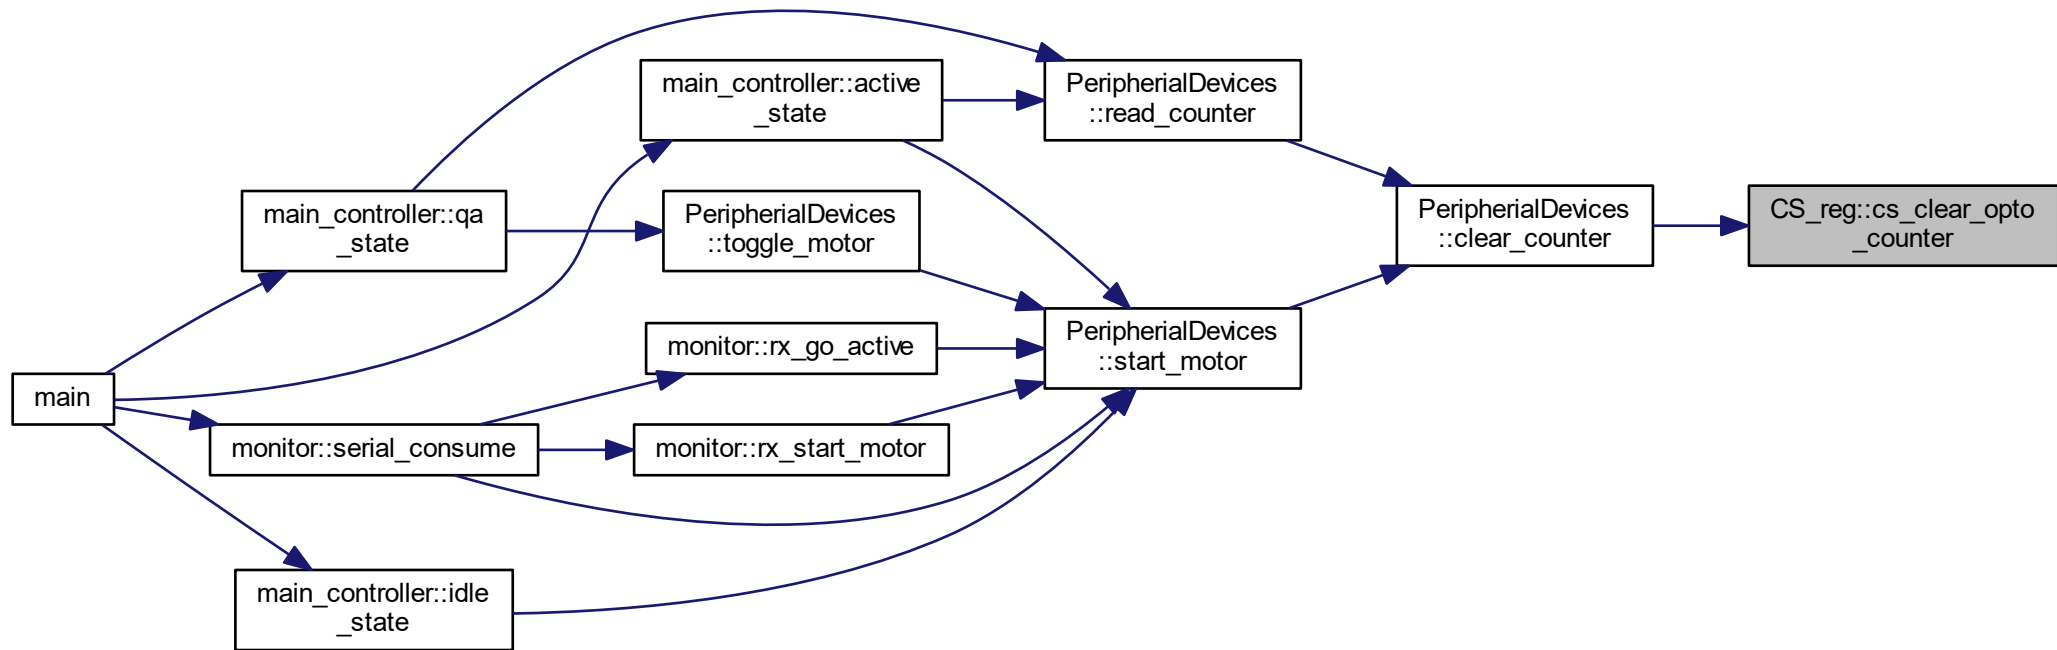 main_controller::active
_state
PeripherialDevices
::read_counter
main_controller::qa
_state
PeripherialDevices
::toggle_motor
PeripherialDevices
::clear_counter
CS_reg::cs_clear_opto
_counter
monitor::rx_go_active
PeripherialDevices
::start_motor
main
monitor::serial_consume
monitor::rx_start_motor
main_controller::idle
_state